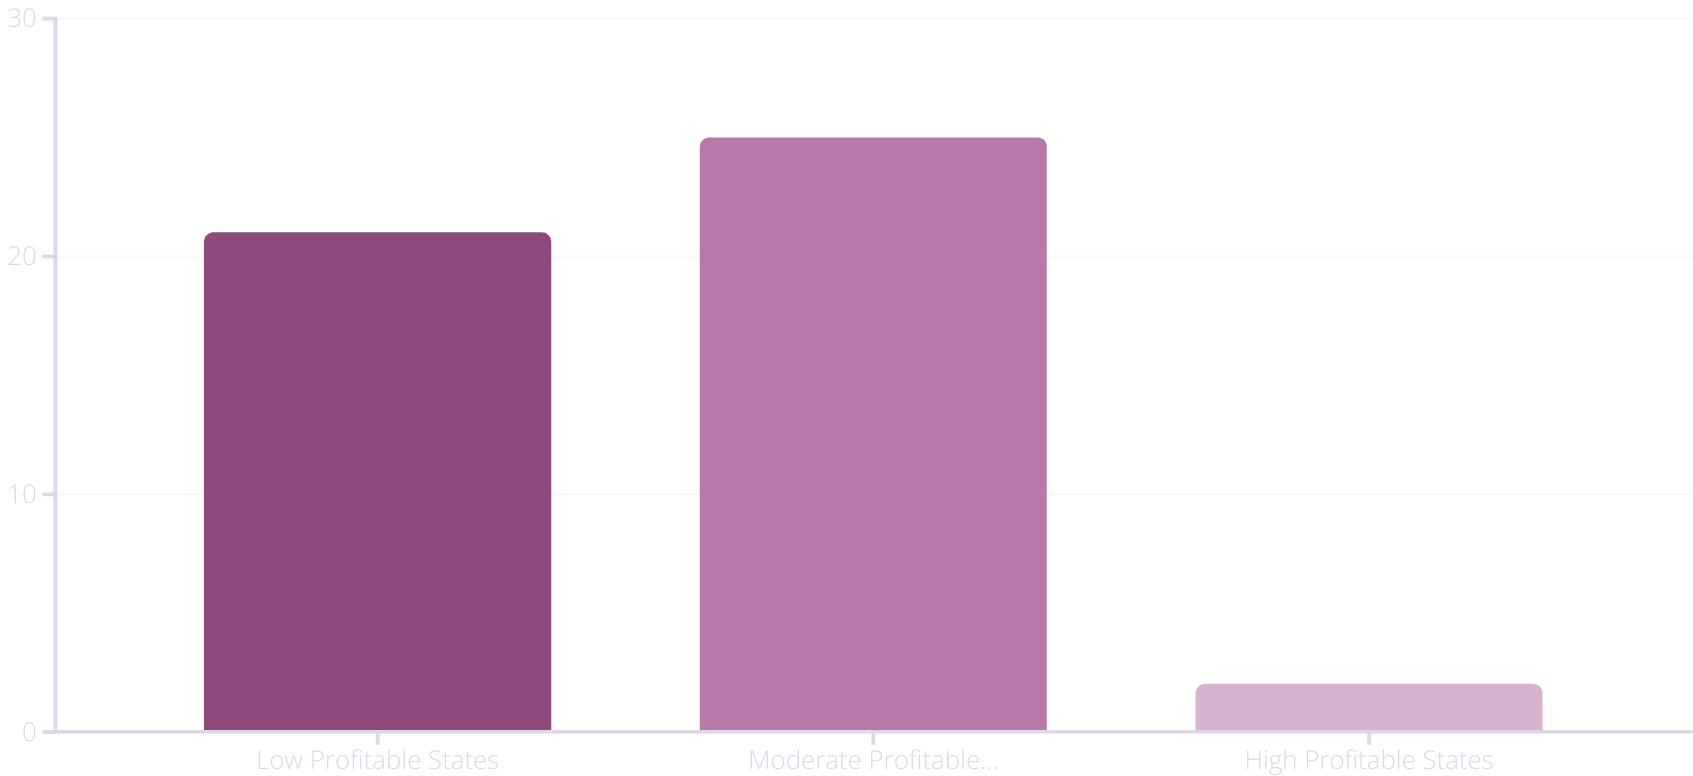 30
20
10
0
Low Profitable States
Moderate Profitable...
High Profitable States